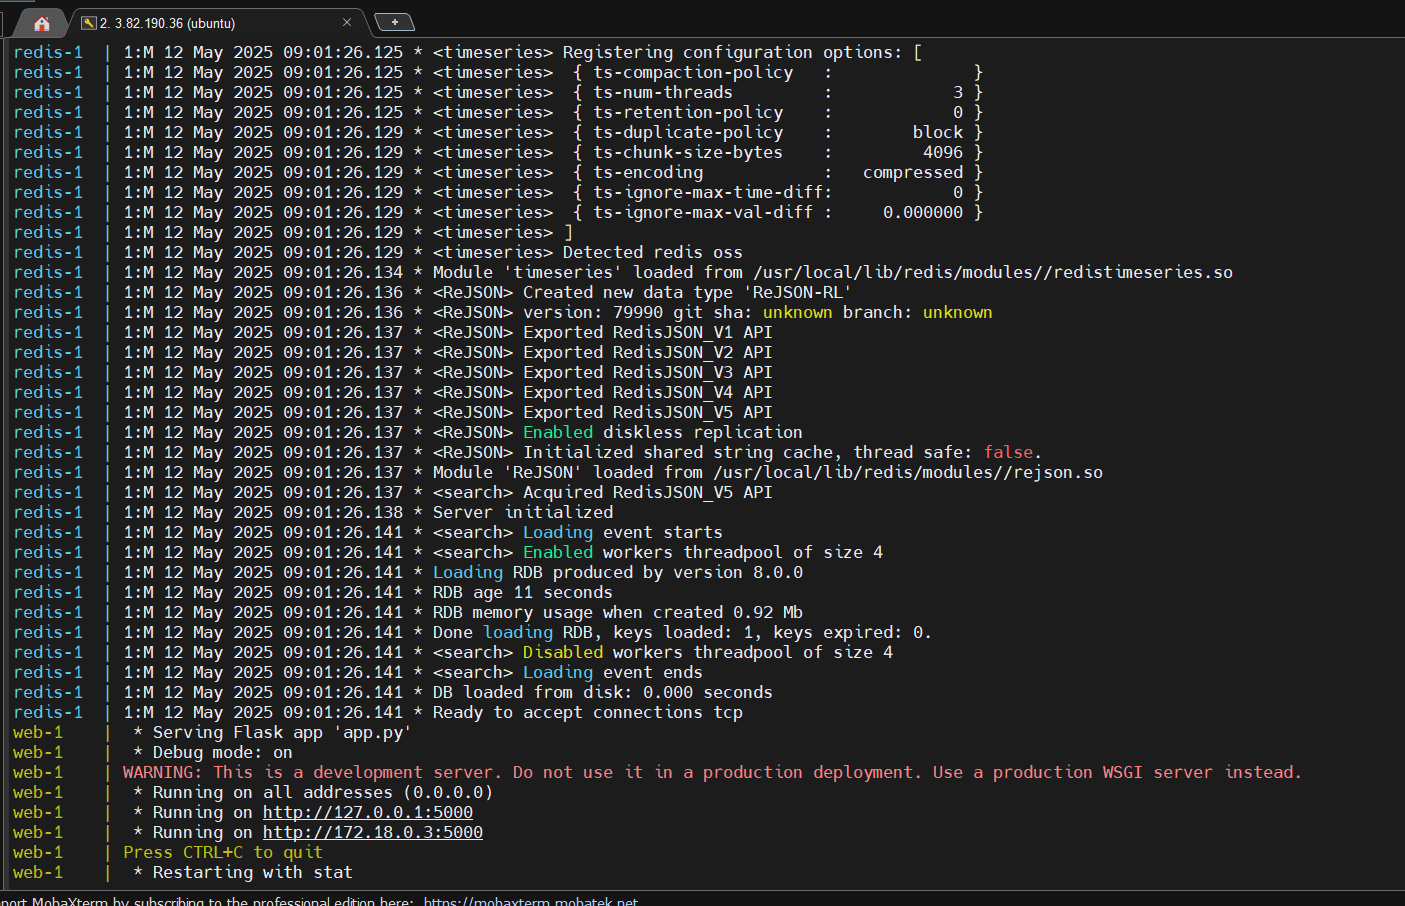 2. 3.82.190.36 (ubuntu)
redis-1 | 1:M 12 May 2025 09:01:26.125 * <timeseries> Registering configuration options: [
redis-1 | 1:M 12 May 2025 09:01:26.125 * <timeseries> { ts-compaction-policy : }
redis-1 | 1:M 12 May 2025 09:01:26.125 * <timeseries> { ts-num-threads : 3 }
redis-1 | 1:M 12 May 2025 09:01:26.125 * <timeseries> { ts-retention-policy : 0 }
redis-1 | 1:M 12 May 2025 09:01:26.129 * <timeseries> { ts-duplicate-policy : block }
redis-1 | 1:M 12 May 2025 09:01:26.129 * <timeseries> { ts-chunk-size-bytes : 4096 }
redis-1 | 1:M 12 May 2025 09:01:26.129 * <timeseries> { ts-encoding : compressed }
redis-1 | 1:M 12 May 2025 09:01:26.129 * <timeseries> { ts-ignore-max-time-diff: 0 }
redis-1 | 1:M 12 May 2025 09:01:26.129 * <timeseries> { ts-ignore-max-val-diff : 0.000000 }
redis-1 | 1:M 12 May 2025 09:01:26.129 * <timeseries> ]
redis-1 | 1:M 12 May 2025 09:01:26.129 * <timeseries> Detected redis oss
redis-1 | 1:M 12 May 2025 09:01:26.134 * Module 'timeseries' loaded from /usr/local/lib/redis/modules//redistimeseries.so
redis-1 | 1:M 12 May 2025 09:01:26.136 * <ReJSON> Created new data type 'ReJSON-RL'
redis-1 | 1:M 12 May 2025 09:01:26.136 * <ReJSON> version: 79990 git sha: unknown branch: unknown
redis-1 | 1:M 12 May 2025 09:01:26.137 * <ReJSON> Exported RedisJSON_V1 API
redis-1 | 1:M 12 May 2025 09:01:26.137 * <ReJSON> Exported RedisJSON_V2 API
redis-1 | 1:M 12 May 2025 09:01:26.137 * <ReJSON> Exported RedisJSON_V3 API
redis-1 | 1:M 12 May 2025 09:01:26.137 * <ReJSON> Exported RedisJSON_V4 API
redis-1 | 1:M 12 May 2025 09:01:26.137 * <ReJSON> Exported RedisJSON_V5 API
redis-1 | 1:M 12 May 2025 09:01:26.137 * <ReJSON> Enabled diskless replication
redis-1 | 1:M 12 May 2025 09:01:26.137 * <ReJSON> Initialized shared string cache, thread safe: false.
redis-1 | 1:M 12 May 2025 09:01:26.137 * Module 'ReJSON' loaded from /usr/local/lib/redis/modules//rejson.so
redis-1 | 1:M 12 May 2025 09:01:26.137 * <search> Acquired RedisJSON_V5 API
redis-1 | 1:M 12 May 2025 09:01:26.138 * Server initialized
redis-1 | 1:M 12 May 2025 09:01:26.141 * <search> Loading event starts
redis-1 | 1:M 12 May 2025 09:01:26.141 * <search> Enabled workers threadpool of size 4
redis-1 | 1:M 12 May 2025 09:01:26.141 * Loading RDB produced by version 8.0.0
redis-1 | 1:M 12 May 2025 09:01:26.141 * RDB age 11 seconds
redis-1 | 1:M 12 May 2025 09:01:26.141 * RDB memory usage when created 0.92 Mb
redis-1 | 1:M 12 May 2025 09:01:26.141 * Done loading RDB, keys loaded: 1, keys expired: 0.
redis-1 | 1:M 12 May 2025 09:01:26.141 * <search> Disabled workers threadpool of size 4
redis-1 | 1:M 12 May 2025 09:01:26.141 * <search> Loading event ends
redis-1 | 1:M 12 May 2025 09:01:26.141 * DB loaded from disk: 0.000 seconds
redis-1 | 1:M 12 May 2025 09:01:26.141 * Ready to accept connections tcp
web-1 | * Serving Flask app 'app.py'
web-1 | * Debug mode: on
web-1 | WARNING: This is a development server. Do not use it in a production deployment. Use a production WSGI server instead.
web-1 | * Running on all addresses (0.0.0.0)
web-1 | * Running on http://127.0.0.1:5000
web-1 | * Running on http://172.18.0.3:5000
web-1 | Press CTRL+C to quit
web-1 | * Restarting with stat
port MobaXterm by subscribing to the professional edition here: https://mobaxterm.mobatek.net